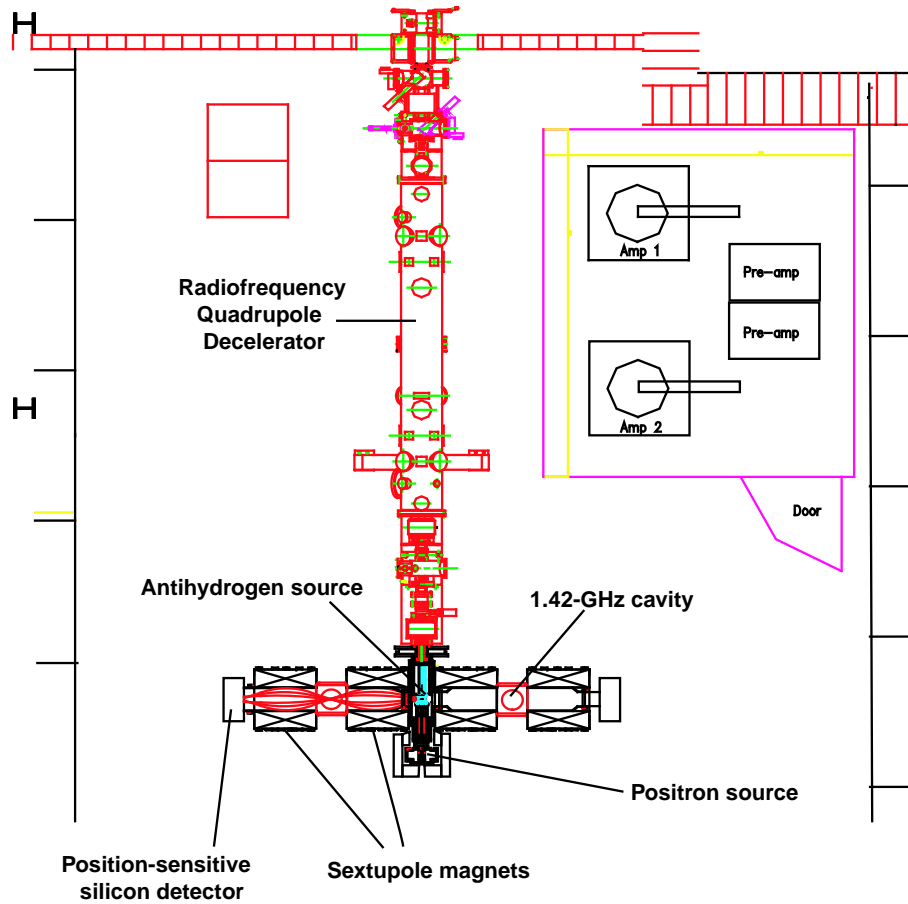 H
Amp 1
Pre-amp
Radiofrequency
Quadrupole
Decelerator
Pre-amp
H
Amp 2
Door
Antihydrogen source
1.42-GHz cavity
Positron source
Position-sensitive
silicon detector
Sextupole magnets